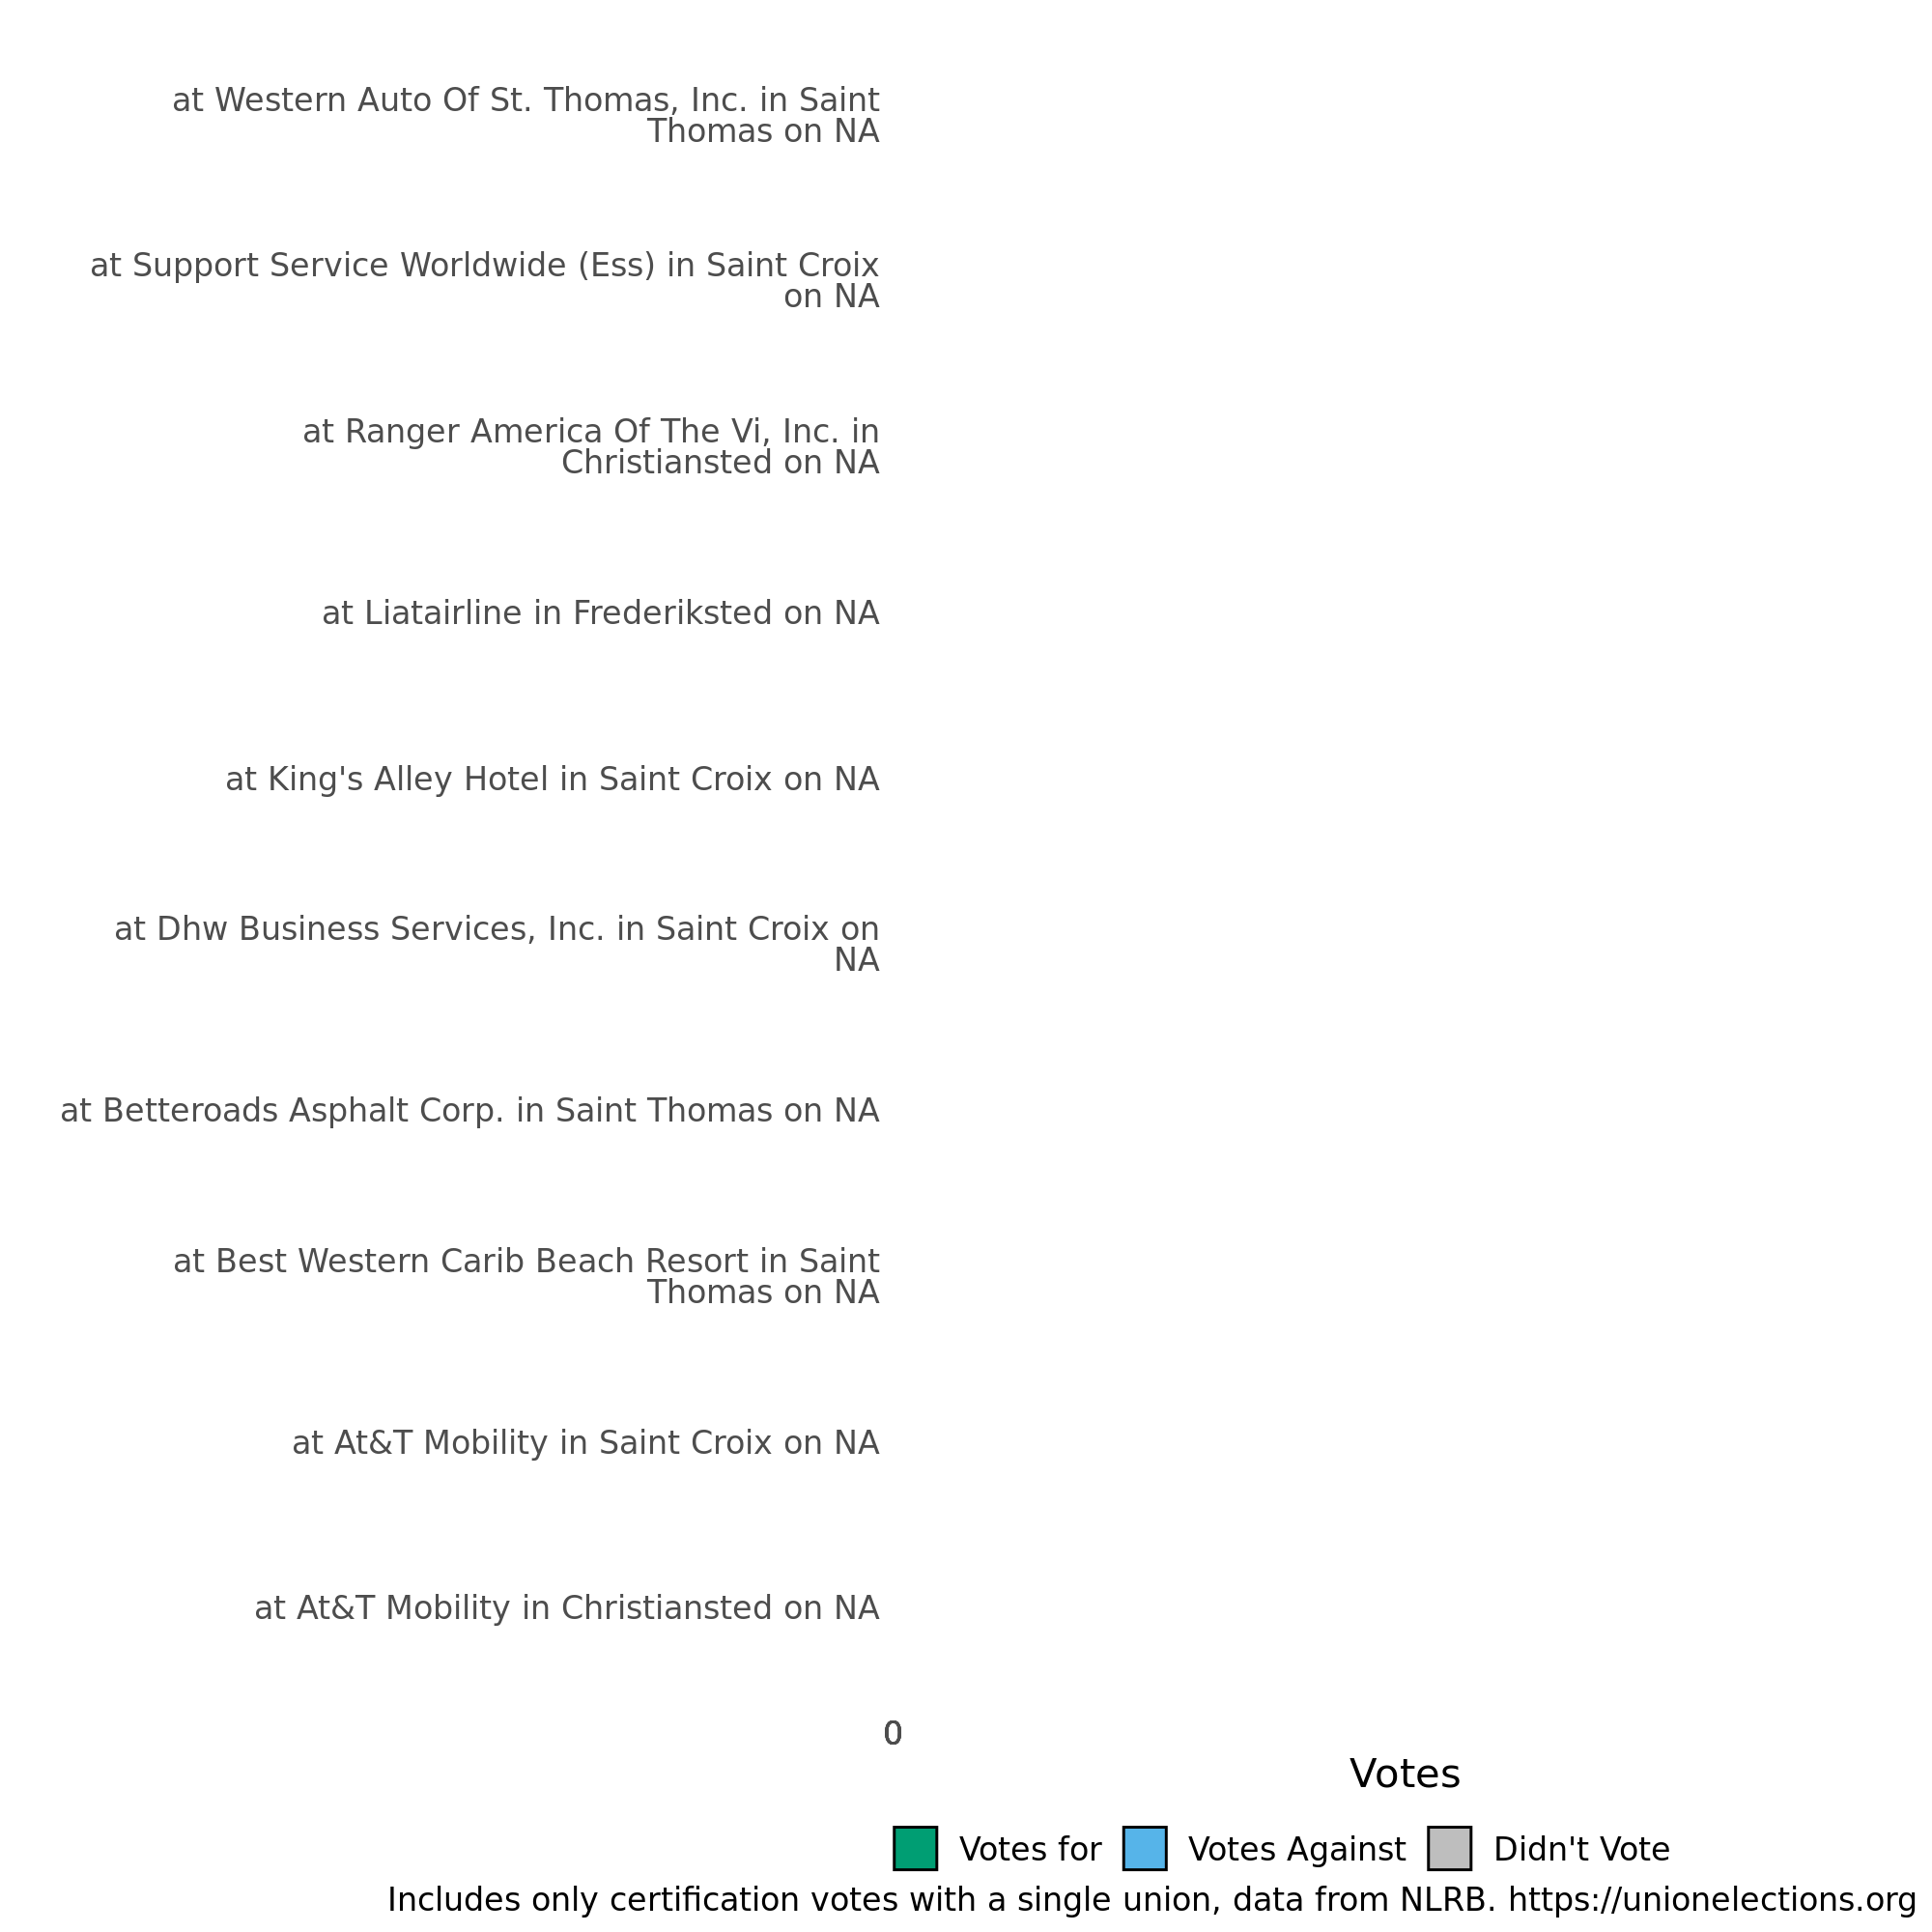 at Western Auto Of St. Thomas, Inc. in Saint
Thomas on NA
at Support Service Worldwide (Ess) in Saint Croix
on NA
at Ranger America Of The Vi, Inc. in
Christiansted on NA
at Liatairline in Frederiksted on NA
at King's Alley Hotel in Saint Croix on NA
at Dhw Business Services, Inc. in Saint Croix on
NA
at Betteroads Asphalt Corp. in Saint Thomas on NA
at Best Western Carib Beach Resort in Saint
Thomas on NA
at At&T Mobility in Saint Croix on NA
at At&T Mobility in Christiansted on NA
0
Votes
Votes for Votes Against Didn't Vote
Includes only certification votes with a single union, data from NLRB. https://unionelections.org